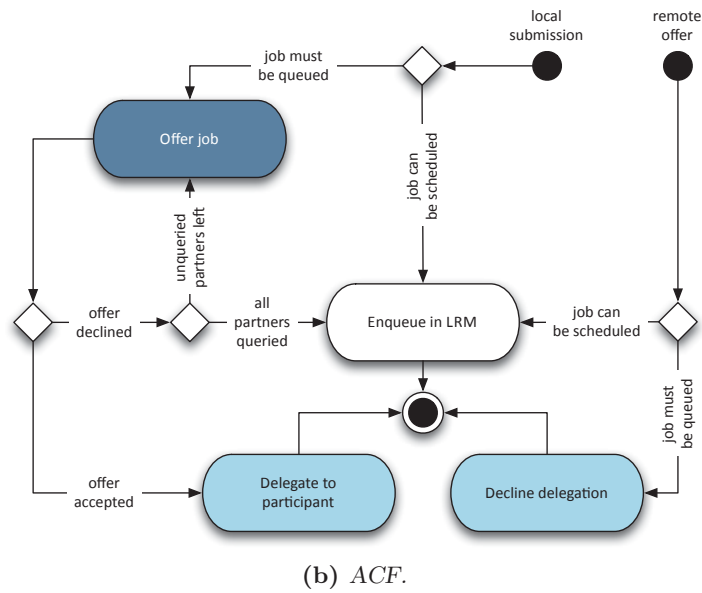 local
submission
remote
offer
job must
be queued
Offer job
job can
be scheduled
unqueried
partners left
offer
declined
all
partners
queried
Enqueue in LRM
job can
be scheduled
job must
be queued
offer
accepted
Delegate to
participant
Decline delegation
(b) ACF.